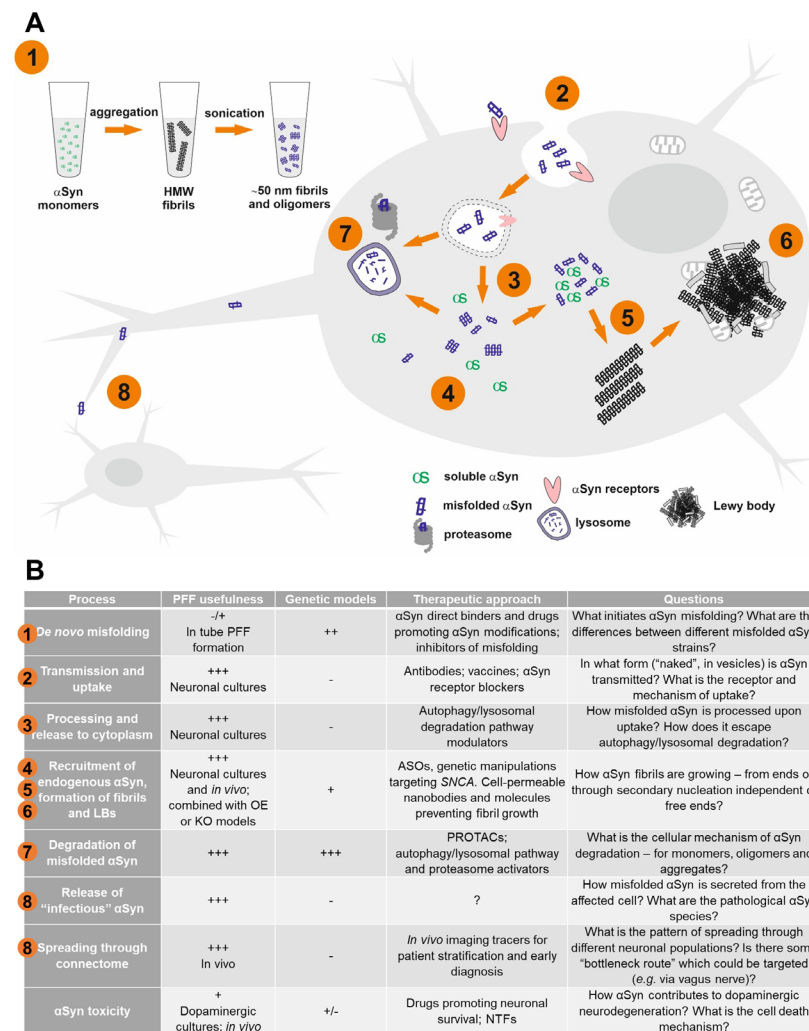 A
1
aggregation
sonication
αSyn
monomers
HMW
fibrils
~50 nm fibrils
and oligomers
2
7
3
αS
αS
αS
αS
αS
αS
αS
αS
αS
6
5
4
8
αS soluble αSyn
misfolded αSyn
proteasome
αSyn receptors
lysosome
Lewy body
B
Process PFF usefulness Genetic models Therapeutic approach Questions
1 De novo misfolding
-/+
In tube PFF
formation
++
αSyn direct binders and drugs
promoting αSyn modifications;
inhibitors of misfolding
What initiates αSyn misfolding? What are
differences between different misfolded
strains?
2 Transmission and
uptake
+++
Neuronal cultures
-
Antibodies; vaccines; αSyn
receptor blockers
In what form (“naked”, in vesicles) is αSyn
transmitted? What is the receptor and
mechanism of uptake?
3 Processing and
release to cytoplasm
+++
Neuronal cultures
-
Autophagy/lysosomal
degradation pathway
modulators
How misfolded αSyn is processed upon
uptake? How does it escape
autophagy/lysosomal degradation?
4
5
6
Recruitment of
endogenous αSyn,
formation of fibrils
and LBs
+++
Neuronal cultures
and in vivo;
combined with OE
or KO models
+
ASOs, genetic manipulations
targeting SNCA. Cell-permeable
nanobodies and molecules
preventing fibril growth
How αSyn fibrils are growing – from ends
through secondary nucleation independent
free ends?
7 Degradation of
misfolded αSyn
+++
+++
PROTACs;
autophagy/lysosomal pathway
and proteasome activators
What is the cellular mechanism of αSyn
degradation – for monomers, oligomers
aggregates?
8 Release of
“infectious” αSyn
+++
-
?
How misfolded αSyn is secreted from the
affected cell? What are the pathological
species?
8 Spreading through
connectome
+++
In vivo
-
In vivo imaging tracers for
patient stratification and early
diagnosis
What is the pattern of spreading through
different neuronal populations? Is there
“bottleneck route” which could be targeted
(e.g. via vagus nerve)?
αSyn toxicity
+
Dopaminergic
cultures; in vivo
+/-
Drugs promoting neuronal
survival; NTFs
How αSyn contributes to dopaminergic
neurodegeneration? What is the cell death
mechanism?